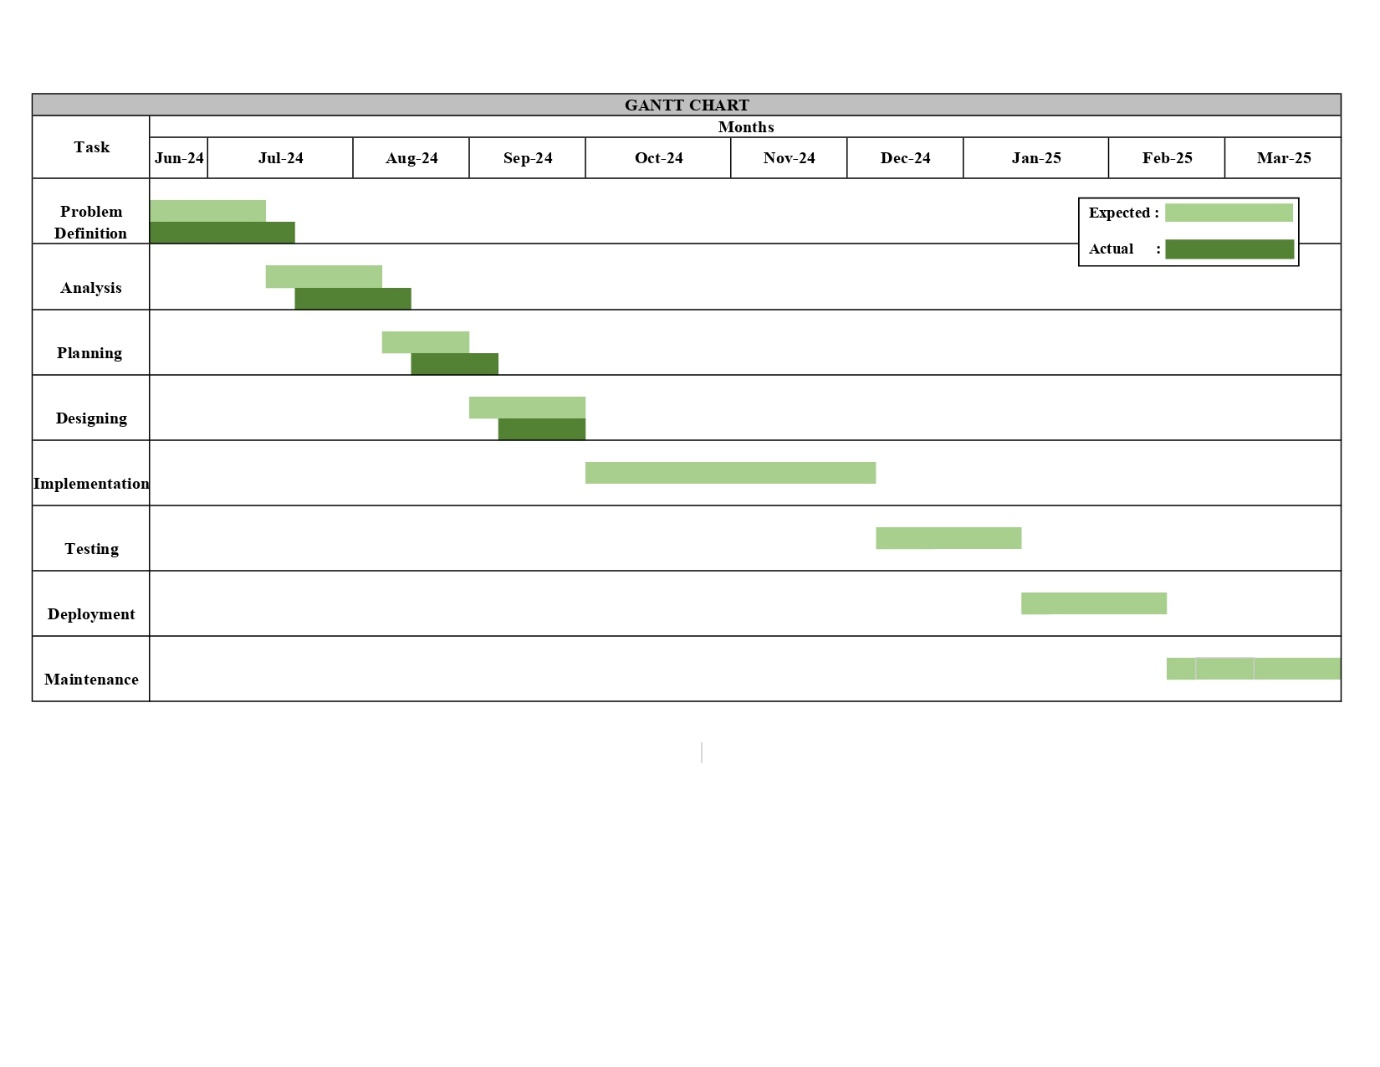 GANTT CHART
Task
Months
Jun-24 Jul-24 Aug-24 Sep-24 Oct-24 Nov-24 Dec-24 Jan-25 Feb-25 Mar-25
Problem
Definition
Expected :
Actual :
Analysis
Planning
Designing
Implementation
Testing
Deployment
Maintenance